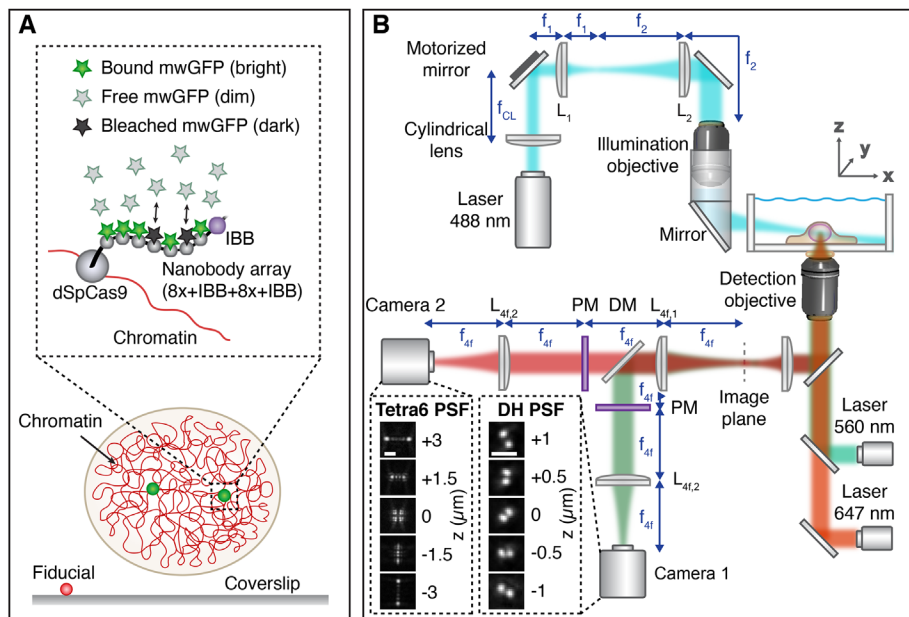 A
Bound mwGFP (bright)
Free mwGFP (dim)
Bleached mwGFP (dark)
IBB
dSpCas9
Nanobody array
(8x+IBB+8x+IBB)
Chromatin
Chromatin
Fiducial
Coverslip
B
f1
f1
f2
f2
Motorized
mirror
fCL
L1
L2
Cylindrical
lens
Illumination
objective
Laser
488 nm
Mirror
z
y
x
Detection
objective
Camera 2
L4f,2
PM
DM
L4f,1
f4f
f4f
f4f
f4f
f4f
PM
Image
plane
f4f
L4f,2
f4f
Camera 1
Laser
560 nm
Laser
647 nm
Tetra6 PSF
+3
+1.5
0
-1.5
-3
z (µm)
DH PSF
+1
+0.5
0
-0.5
-1
z (µm)